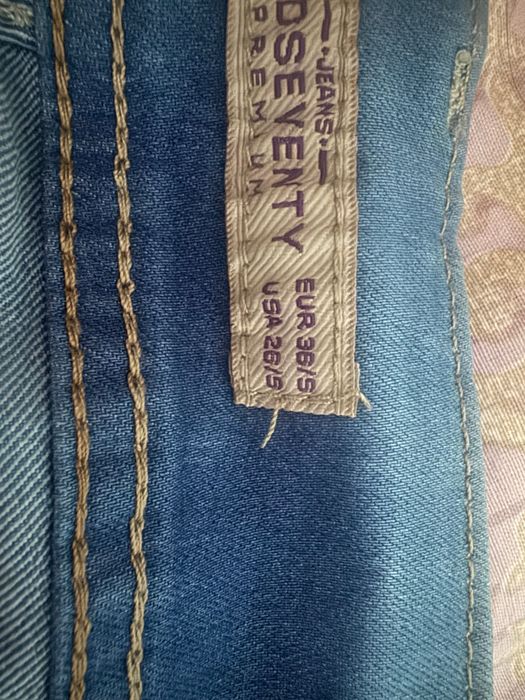 ·JEANS·
DSEVENTY
PREMIUM
EUR 36/S
USA 26/S